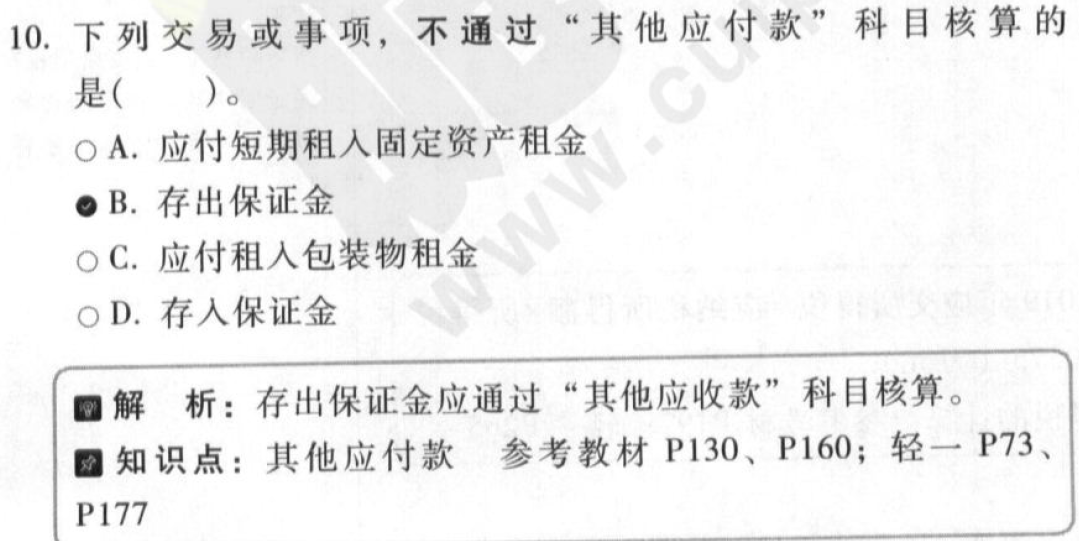 10. 下列交易或事项，不通过“其他应付款”科目核算的
是(　　)。
A. 应付短期租入固定资产租金
B. 存出保证金
C. 应付租入包装物租金
D. 存入保证金
解　析：存出保证金应通过“其他应收款”科目核算。
知识点：其他应付款　参考教材 P130、P160；轻一 P73、
P177